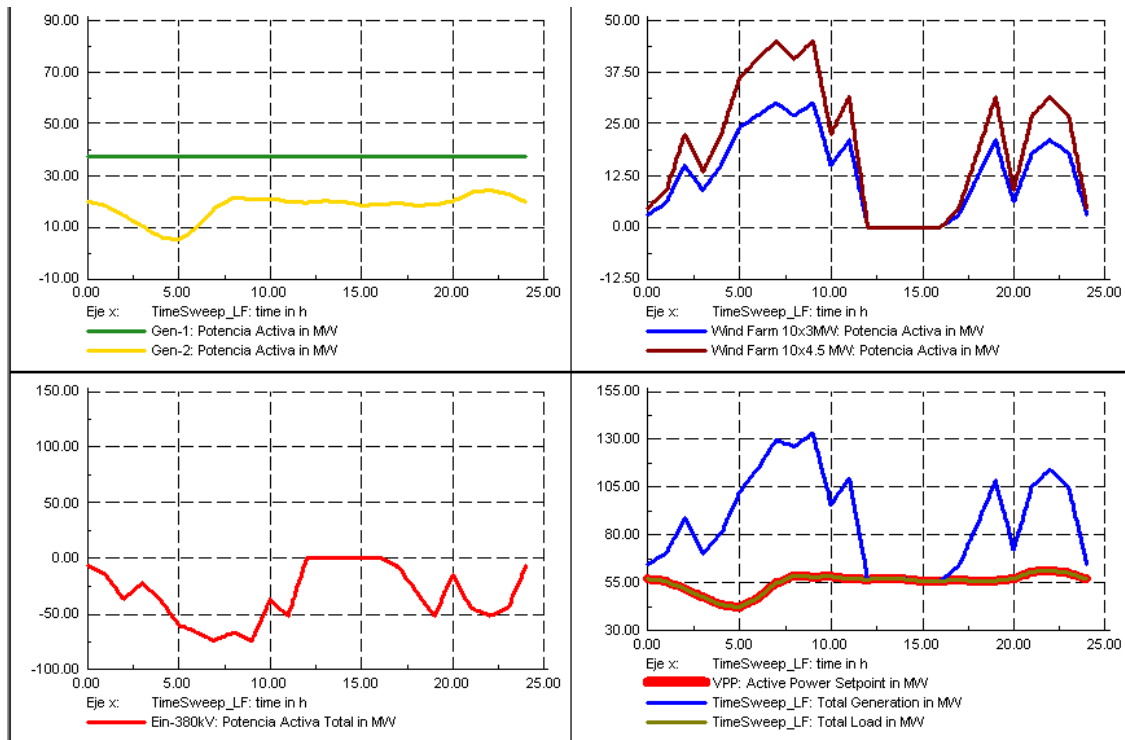 90.00
70.00
50.00
30.00
10.00
-10.00
0.00 5.00 10.00 15.00 20.00 25.00
Eje x: TimeSweep_LF: time in h
Gen-1: Potencia Activa in MW
Gen-2: Potencia Activa in MW
50.00
37.50
25.00
12.50
0.00
-12.50
0.00 5.00 10.00 15.00 20.00 25.00
Eje x: TimeSweep_LF: time in h
Wind Farm 10x3MW: Potencia Activa in MW
Wind Farm 10x4.5 MW: Potencia Activa in MW
150.00
100.00
50.00
0.00
-50.00
-100.00
0.00 5.00 10.00 15.00 20.00 25.00
Eje x: TimeSweep_LF: time in h
Ein-380kV: Potencia Activa Total in MW
155.00
130.00
105.00
80.00
55.00
30.00
0.00 5.00 10.00 15.00 20.00 25.00
Eje x: TimeSweep_LF: time in h
VPP: Active Power Setpoint in MW
TimeSweep_LF: Total Generation in MW
TimeSweep_LF: Total Load in MW